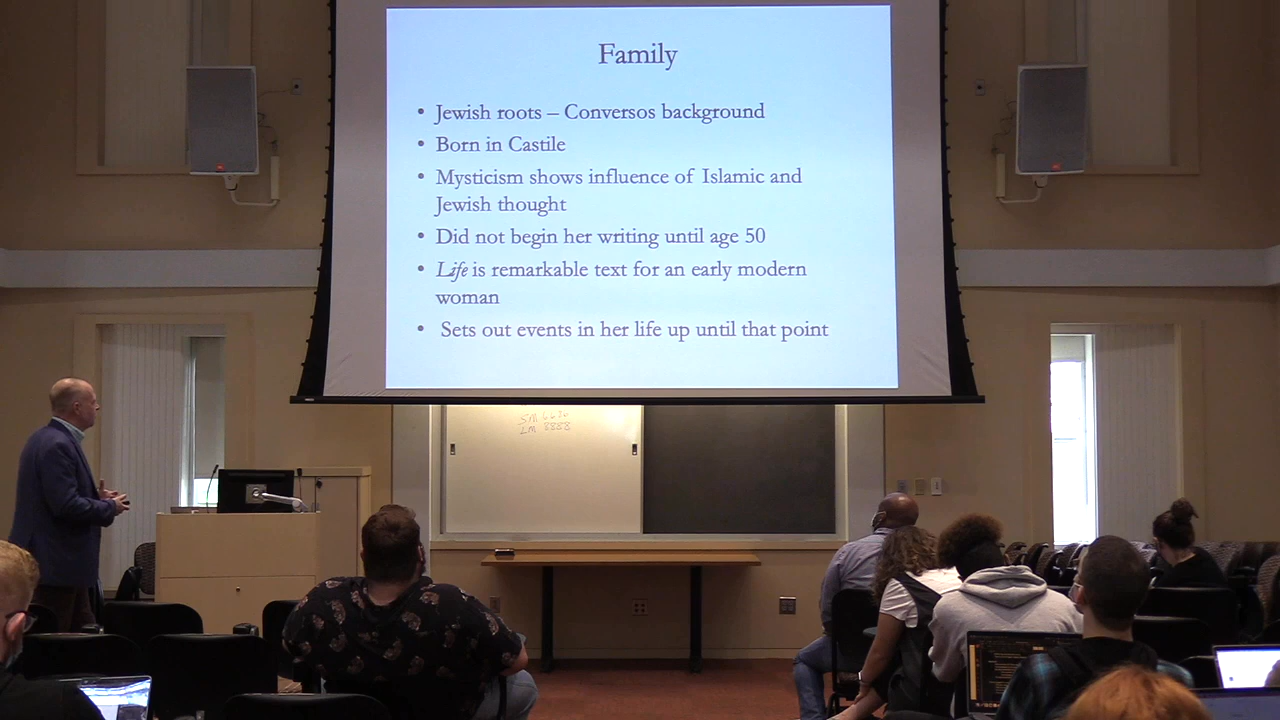 Family
• Jewish roots – Conversos background
• Born in Castile
• Mysticism shows influence of Islamic and
Jewish thought
• Did not begin her writing until age 50
• Life is remarkable text for an early modern
woman
• Sets out events in her life up until that point